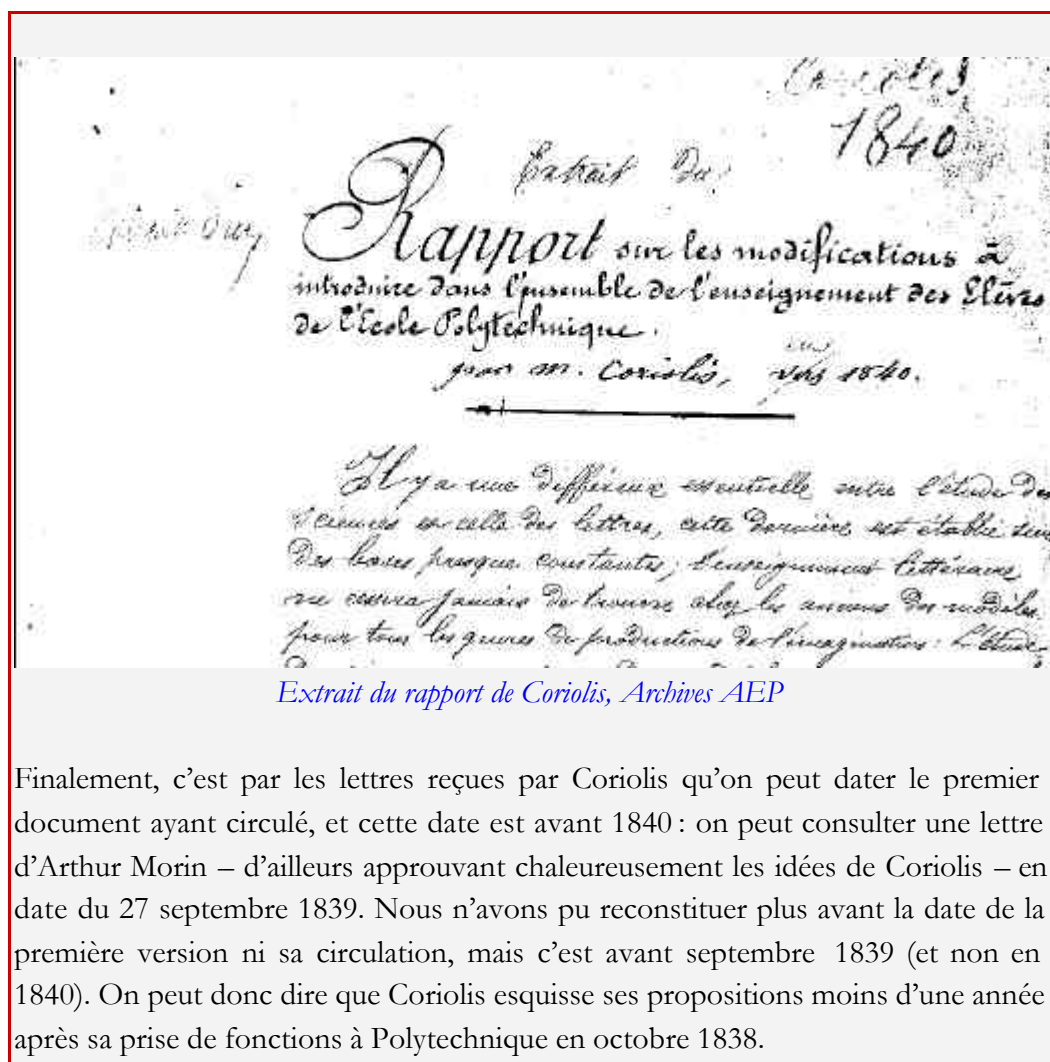 Coriolis
1840
Extrait du
Rapport sur les modifications à
introduire dans l'ensemble de l'enseignement des Elèves
de l'Ecole Polytechnique.
par m. Coriolis, vers 1840.
Il y a une différence essentielle entre l'étude des
sciences et celle des lettres, cette dernière est établie sur
des bases presque constantes; l'enseignement littéraire
ne cessera jamais de trouver chez les anciens des modèles
pour tous les genres de productions de l'imagination: L'étude
Extrait du rapport de Coriolis, Archives AEP
Finalement, c'est par les lettres reçues par Coriolis qu'on peut dater le premier
document ayant circulé, et cette date est avant 1840 : on peut consulter une lettre
d'Arthur Morin – d'ailleurs approuvant chaleureusement les idées de Coriolis – en
date du 27 septembre 1839. Nous n'avons pu reconstituer plus avant la date de la
première version ni sa circulation, mais c'est avant septembre 1839 (et non en
1840). On peut donc dire que Coriolis esquisse ses propositions moins d'une année
après sa prise de fonctions à Polytechnique en octobre 1838.